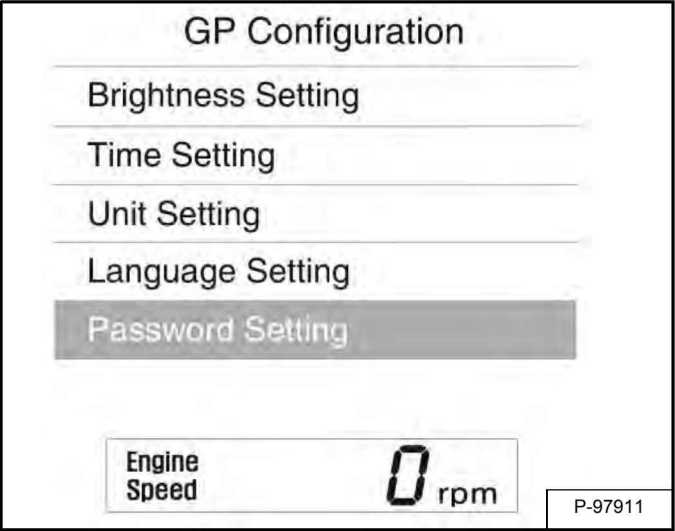 GP Configuration
Brightness Setting
Time Setting
Unit Setting
Language Setting
Password Setting
Engine
Speed
0 rpm
P-97911